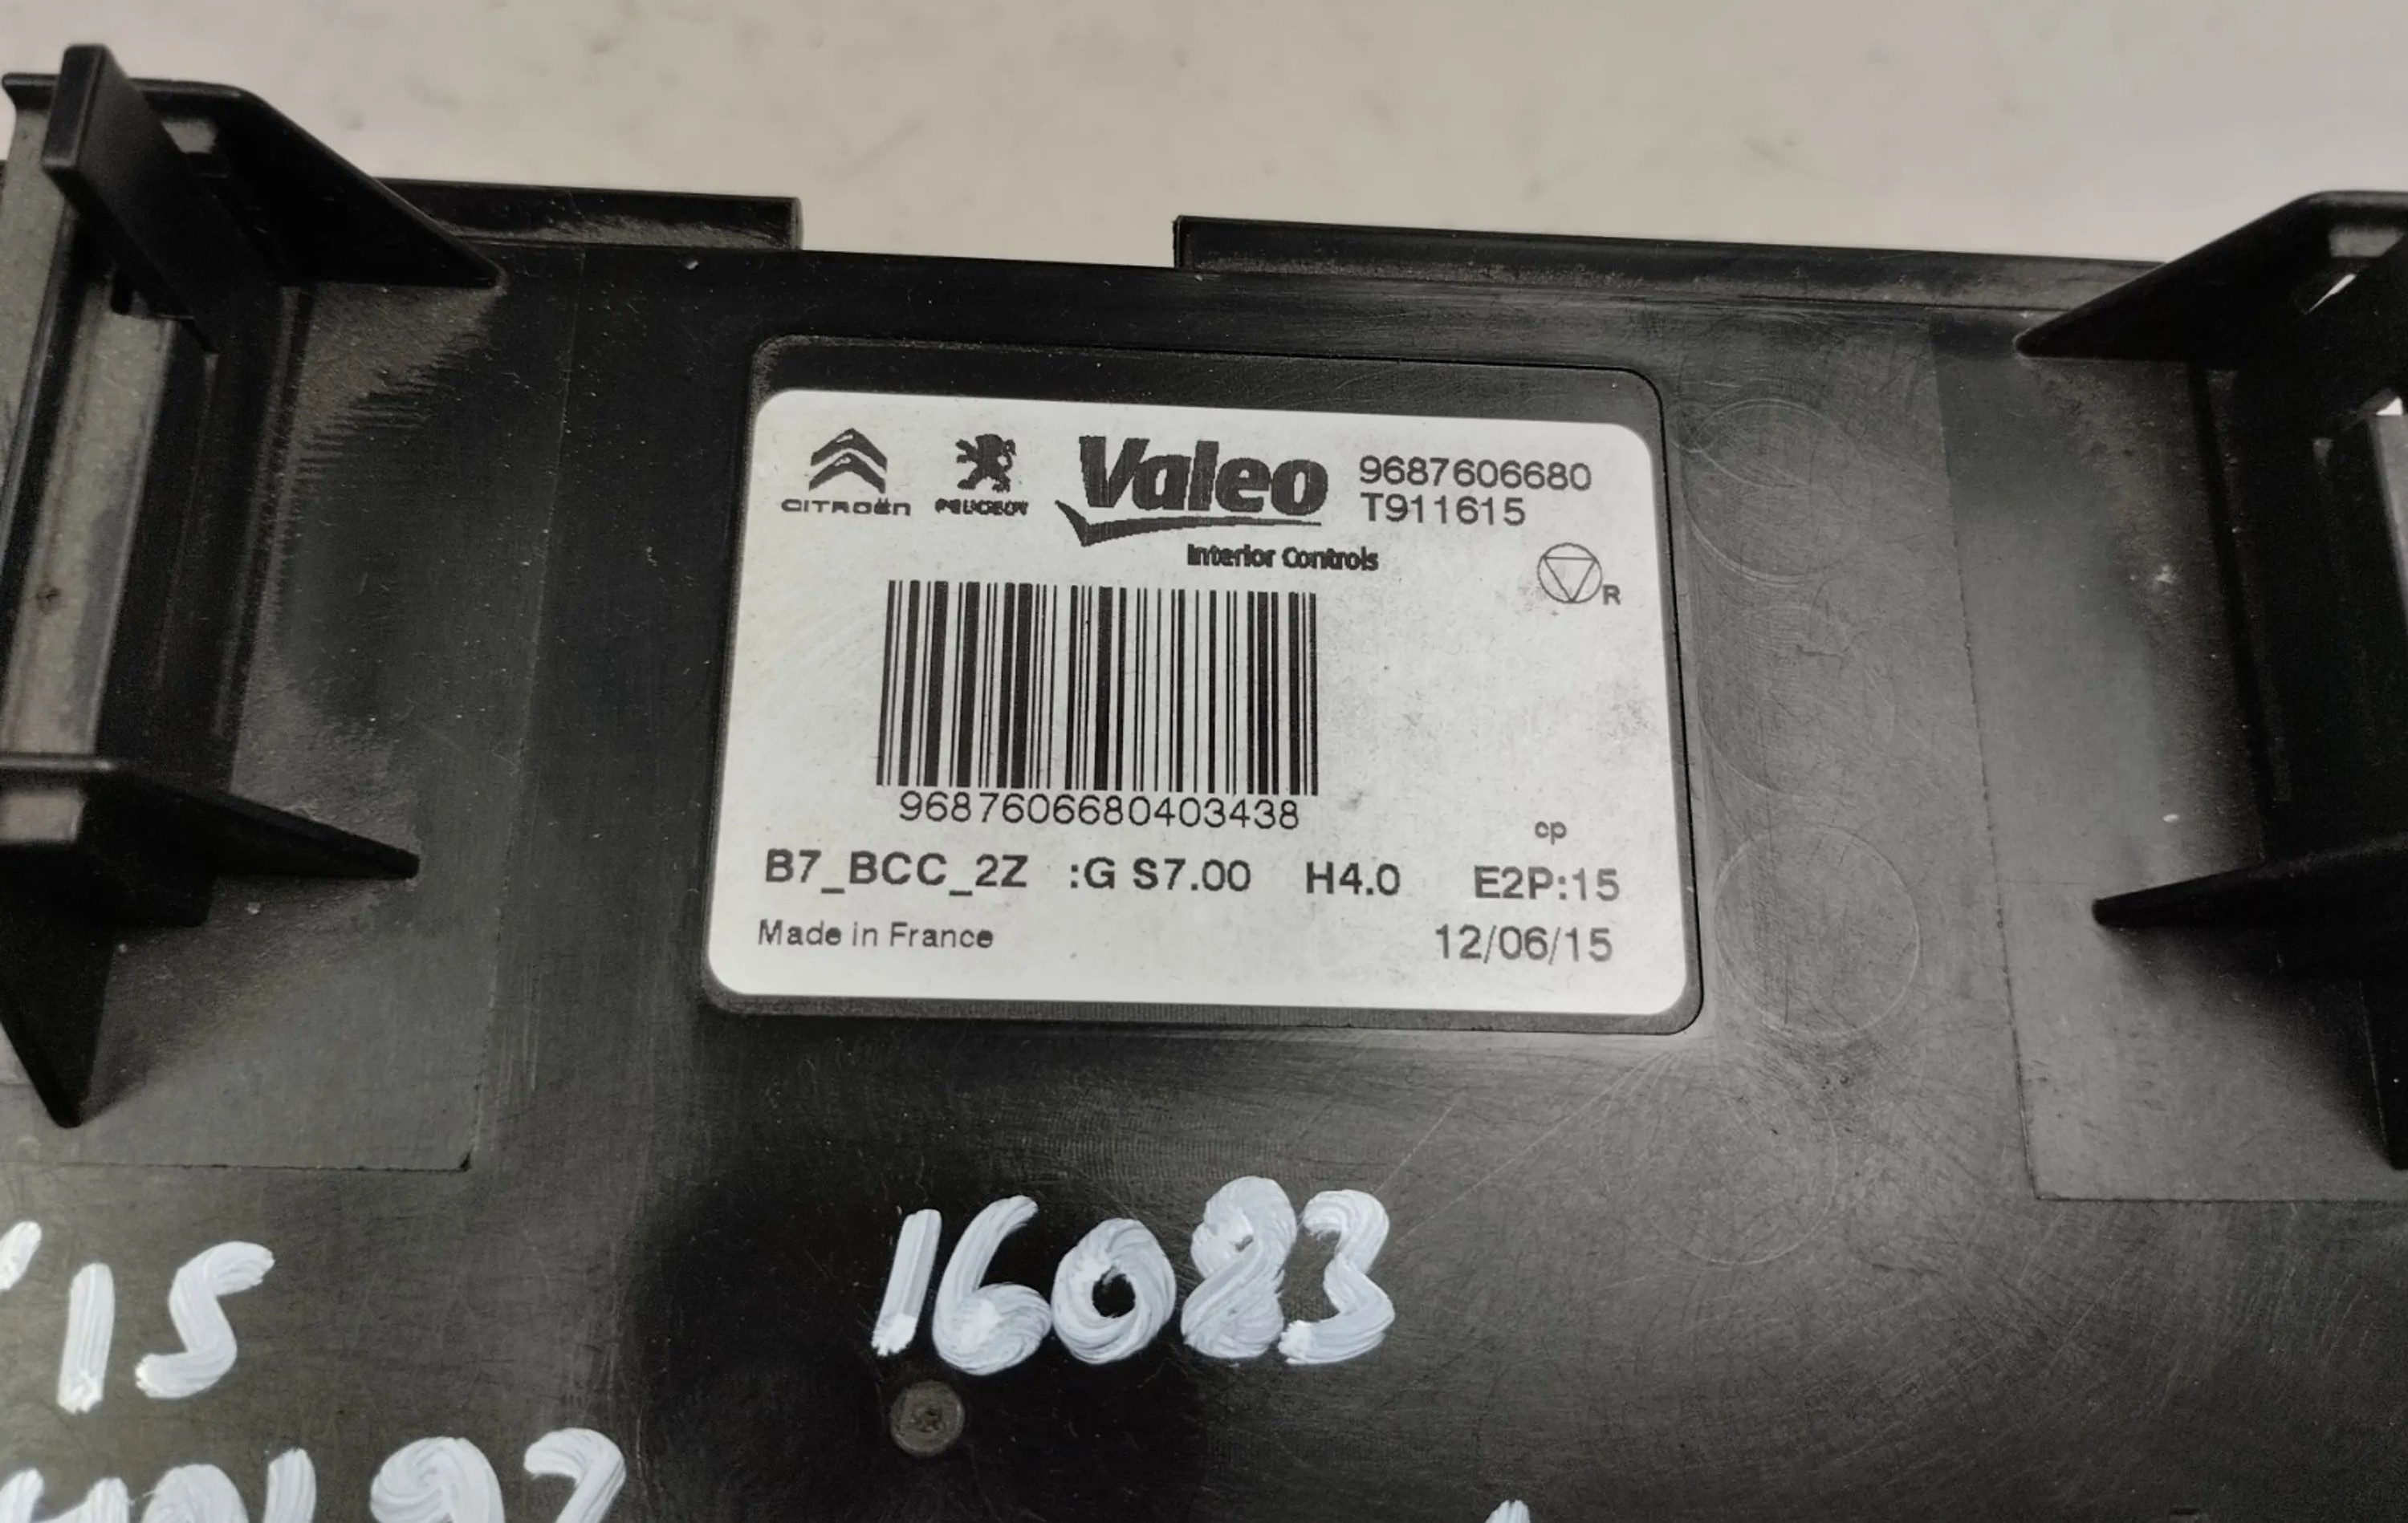 CITROËN PEUGEOT Valeo 9687606680
T911615
Interior Controls
R
9687606680403438
cp
B7_BCC_2Z :G S7.00 H4.0 E2P:15
Made in France 12/06/15
16083
15